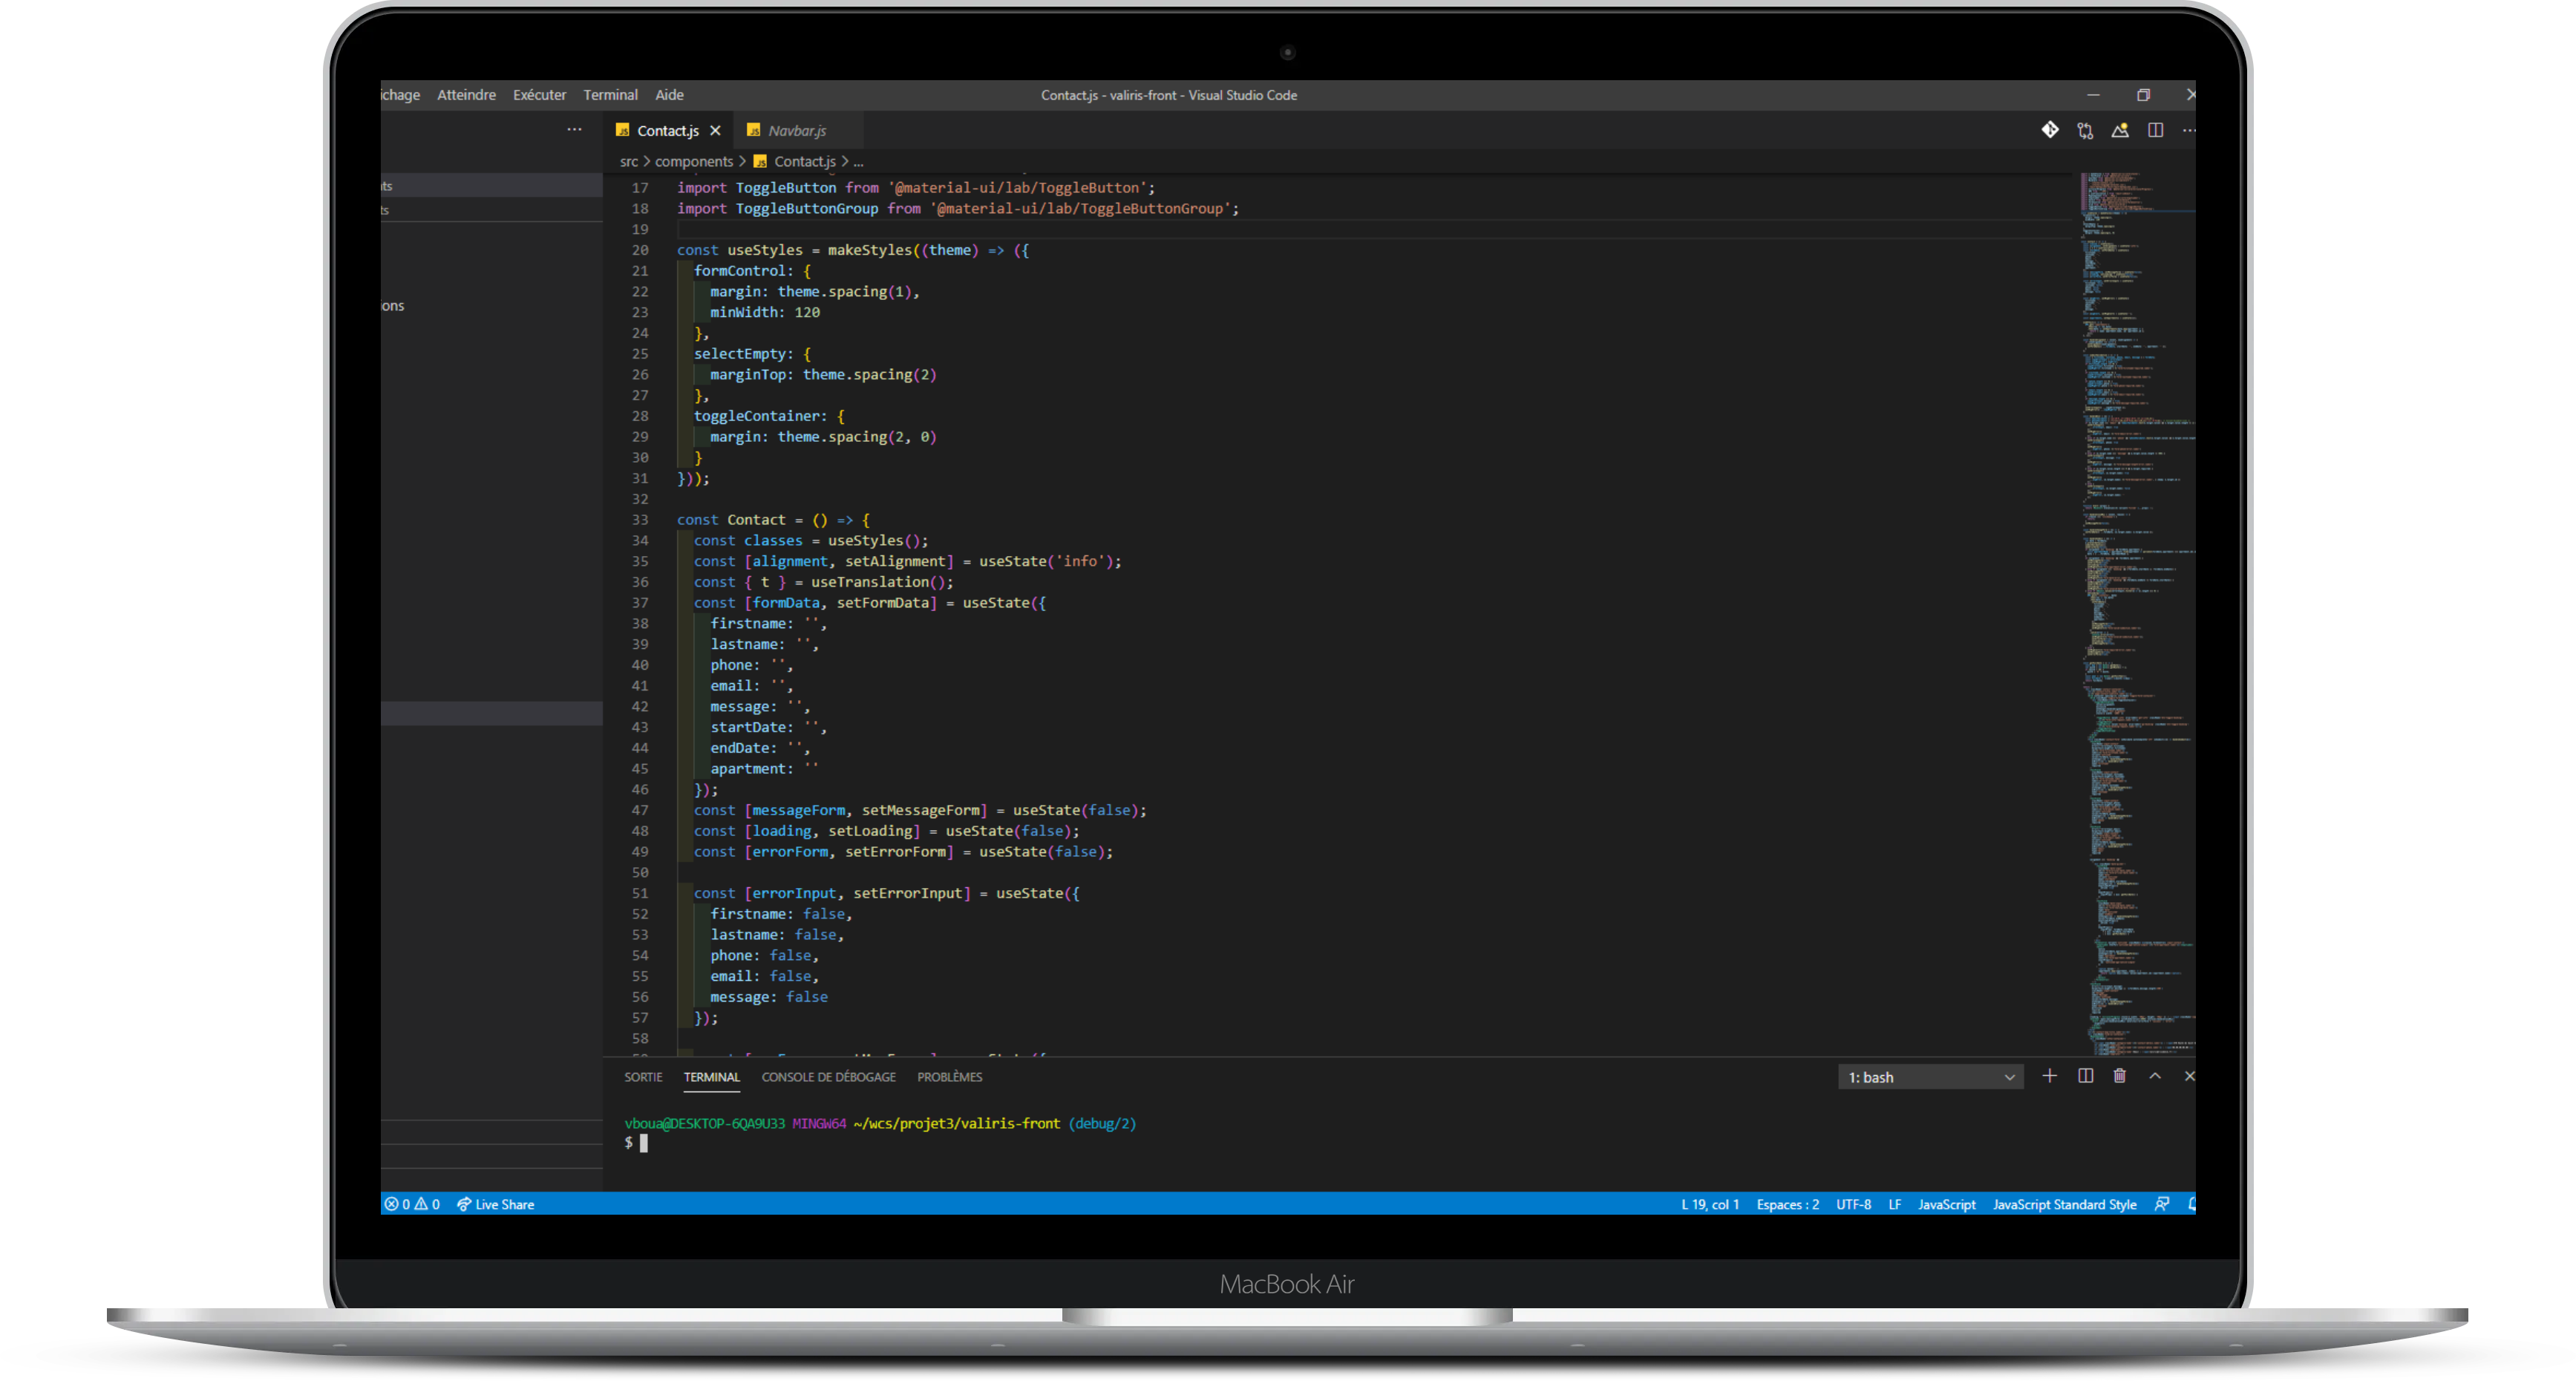 Atteindre Exécuter Terminal Aide Contact.js - valiris-front - Visual Studio Code
Contact.js Navbar.js
src > components > Contact.js > ...
17 import ToggleButton from '@material-ui/lab/ToggleButton';
18 import ToggleButtonGroup from '@material-ui/lab/ToggleButtonGroup';
19
20 const useStyles = makeStyles((theme) => ({
21 formControl: {
22 margin: theme.spacing(1),
23 minWidth: 120
24 },
25 selectEmpty: {
26 marginTop: theme.spacing(2)
27 },
28 toggleContainer: {
29 margin: theme.spacing(2, 0)
30 }
31 }));
32
33 const Contact = () => {
34 const classes = useStyles();
35 const [alignment, setAlignment] = useState('info');
36 const { t } = useTranslation();
37 const [formData, setFormData] = useState({
38 firstname: '',
39 lastname: '',
40 phone: '',
41 email: '',
42 message: '',
43 startDate: '',
44 endDate: '',
45 apartment: ''
46 });
47 const [messageForm, setMessageForm] = useState(false);
48 const [loading, setLoading] = useState(false);
49 const [errorForm, setErrorForm] = useState(false);
50
51 const [errorInput, setErrorInput] = useState({
52 firstname: false,
53 lastname: false,
54 phone: false,
55 email: false,
56 message: false
57 });
58
SORTIE TERMINAL CONSOLE DE DÉBOGAGE PROBLÈMES 1: bash
vboua@DESKTOP-6QA9U33 MINGW64 ~/wcs/projet3/valiris-front (debug/2)
$
0 0 Live Share L 19, col 1 Espaces : 2 UTF-8 LF JavaScript JavaScript Standard Style
MacBook Air